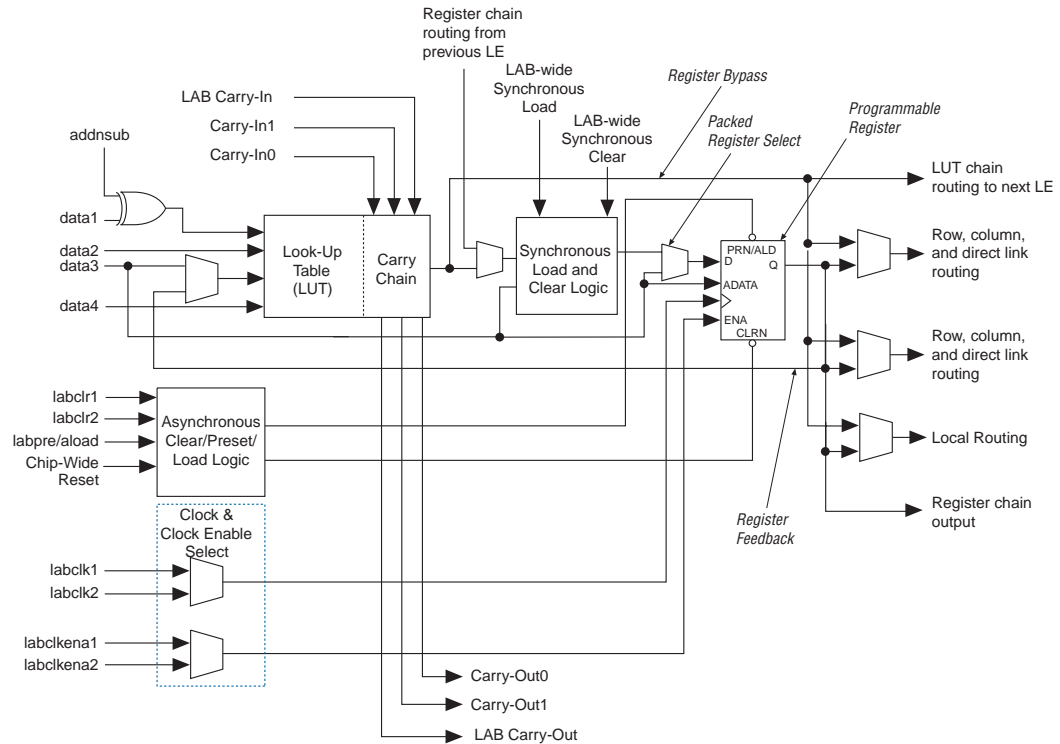 Register chain
routing from
previous LE
LAB-wide
Synchronous
Load
LAB-wide
Synchronous
Clear
Register Bypass
Packed
Register Select
Programmable
Register
LAB Carry-In
Carry-In1
Carry-In0
addnsub
data1
data2
data3
data4
Look-Up
Table
(LUT)
Carry
Chain
Synchronous
Load and
Clear Logic
PRN/ALD
D
Q
ADATA
ENA
CLRN
LUT chain
routing to next LE
Row, column,
and direct link
routing
Row, column,
and direct link
routing
Local Routing
Register chain
output
labclr1
labclr2
labpre/aload
Chip-Wide
Reset
Asynchronous
Clear/Preset/
Load Logic
Register
Feedback
Clock &
Clock Enable
Select
labclk1
labclk2
labclkena1
labclkena2
Carry-Out0
Carry-Out1
LAB Carry-Out